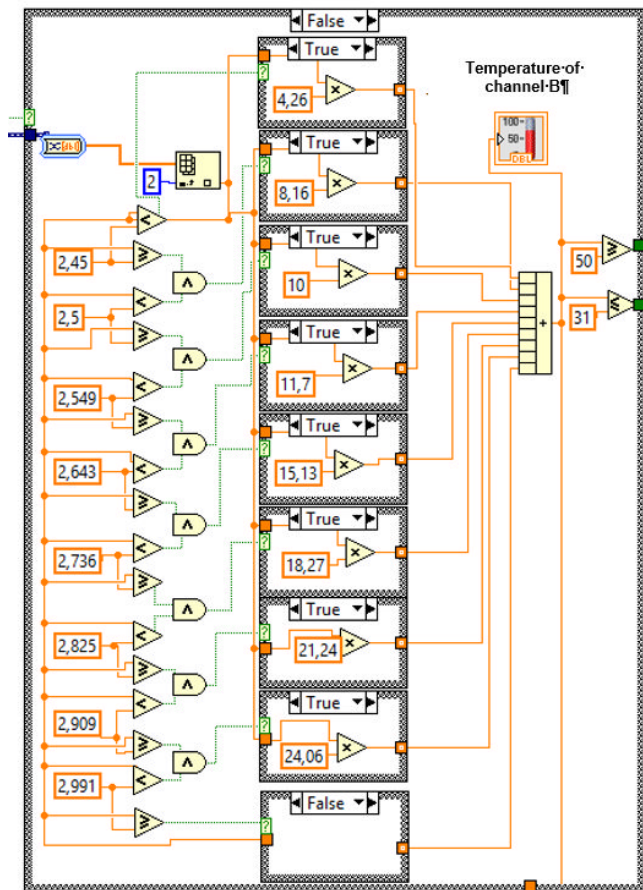 False
True
Temperature of
channel B¶
4,26
100
50
DBL
2
True
8,16
2,45
50
True
2,5
10
31
+
True
2,549
11,7
True
2,643
15,13
True
2,736
18,27
True
2,825
21,24
True
2,909
24,06
2,991
False